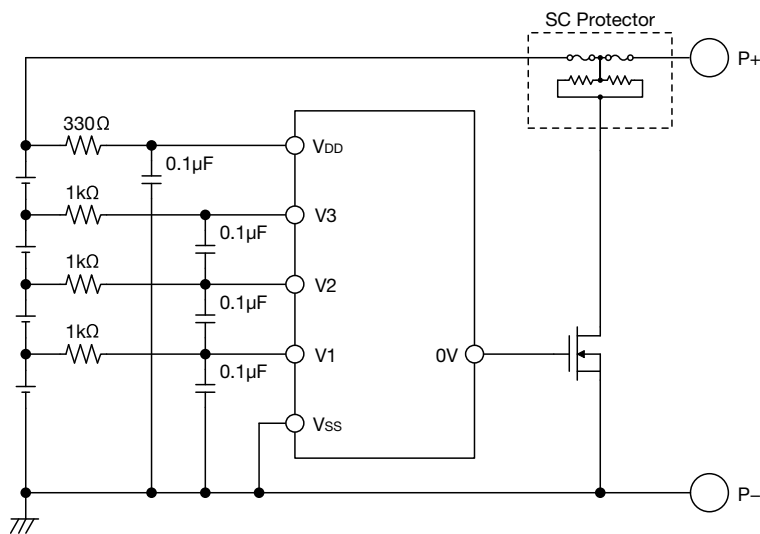 SC Protector
P+
330Ω
VDD
0.1µF
1kΩ
V3
0.1µF
1kΩ
V2
0.1µF
1kΩ
V1
0V
0.1µF
VSS
P–